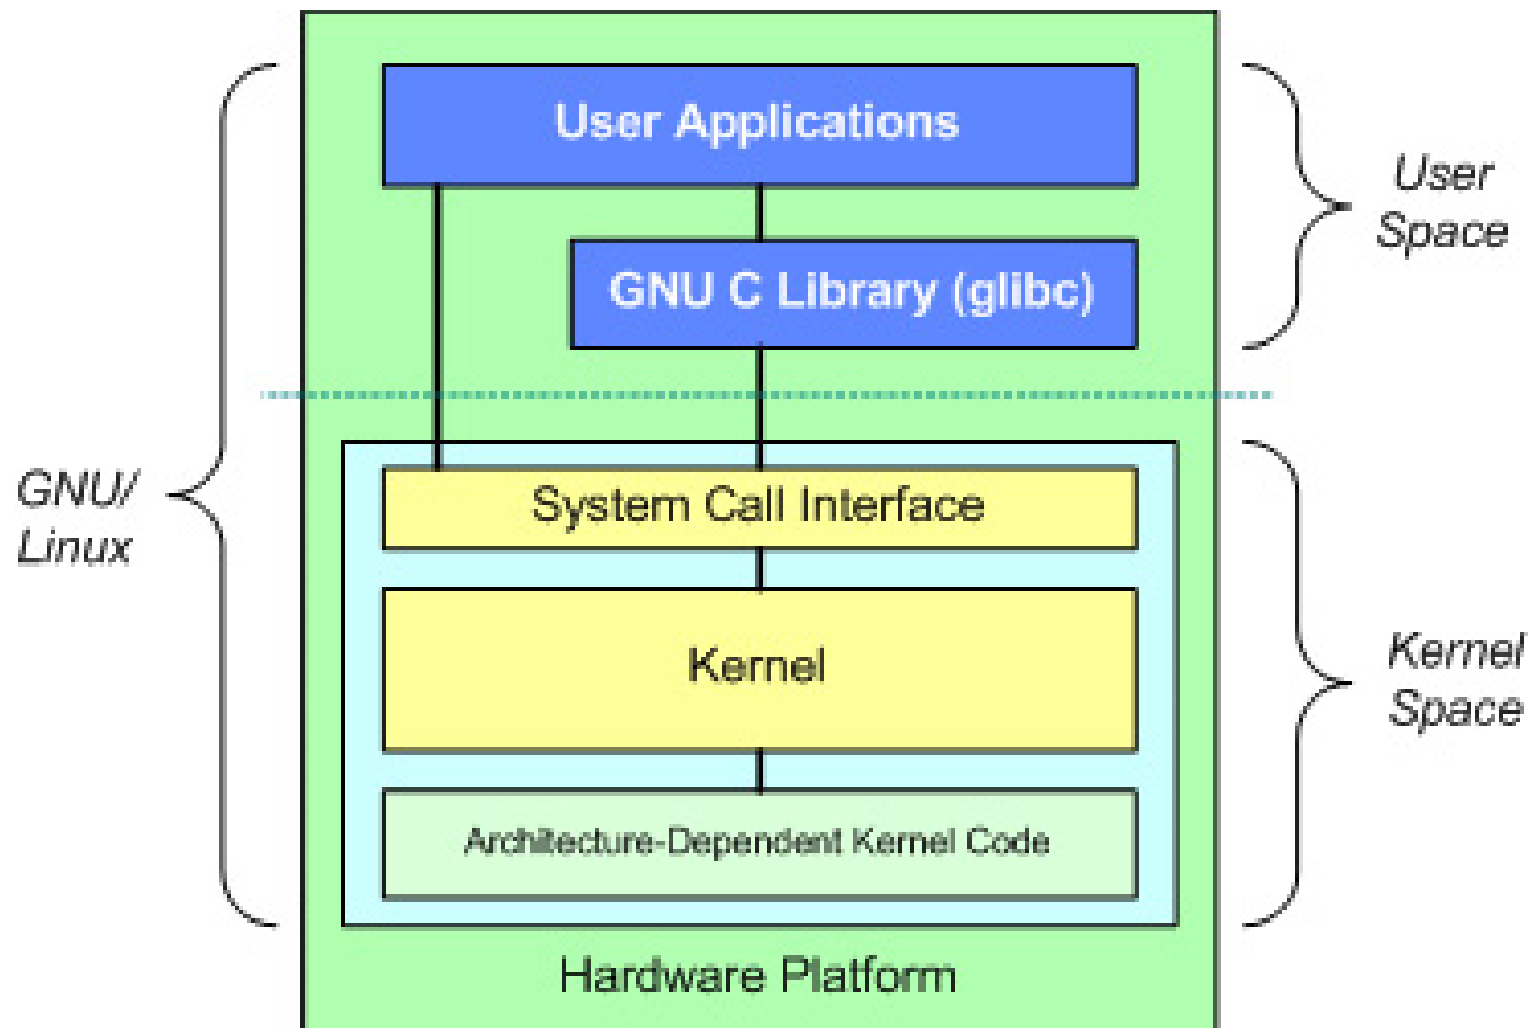 User Applications
User
Space
GNU C Library (glibc)
GNU/
Linux
System Call Interface
Kernel
Kernel
Space
Architecture-Dependent Kernel Code
Hardware Platform